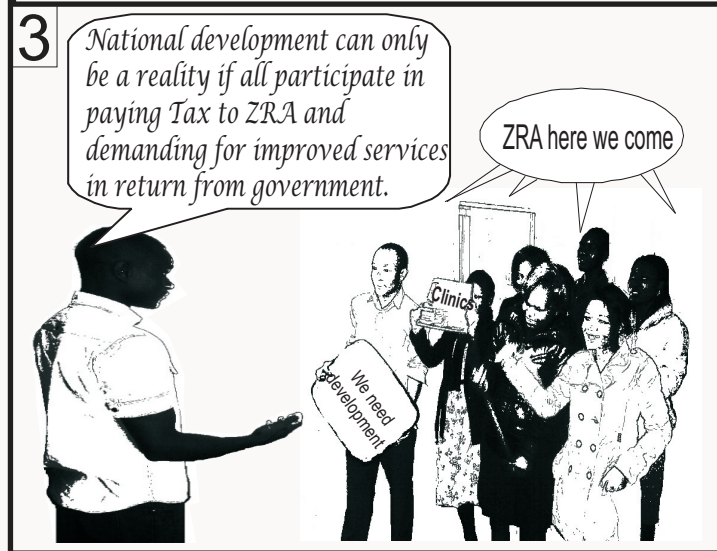 3
National development can only
be a reality if all participate in
paying Tax to ZRA and
demanding for improved services
in return from government.
ZRA here we come
Clinics
We need
development